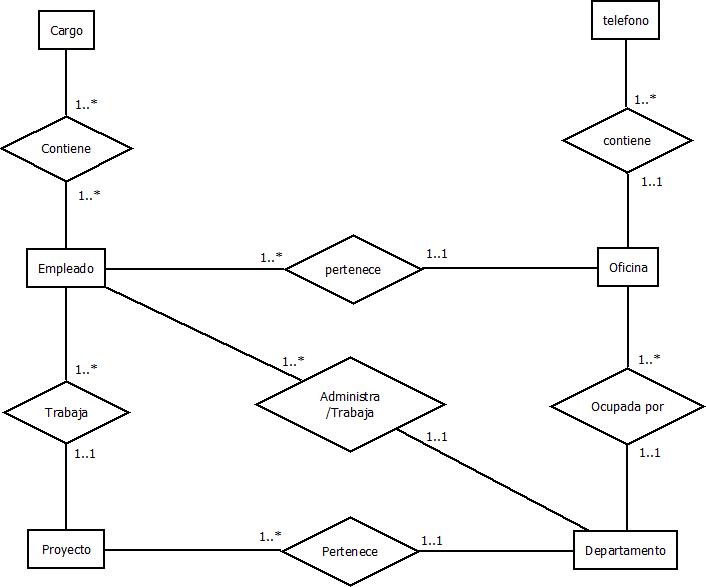 Cargo
telefono
1..*
1..*
Contiene
contiene
1..*
1..1
Empleado
1..*
pertenece
1..1
Oficina
1..*
1..*
1..*
Trabaja
Administra
/Trabaja
Ocupada por
1..1
1..1
1..1
Proyecto
1..*
Pertenece
1..1
Departamento